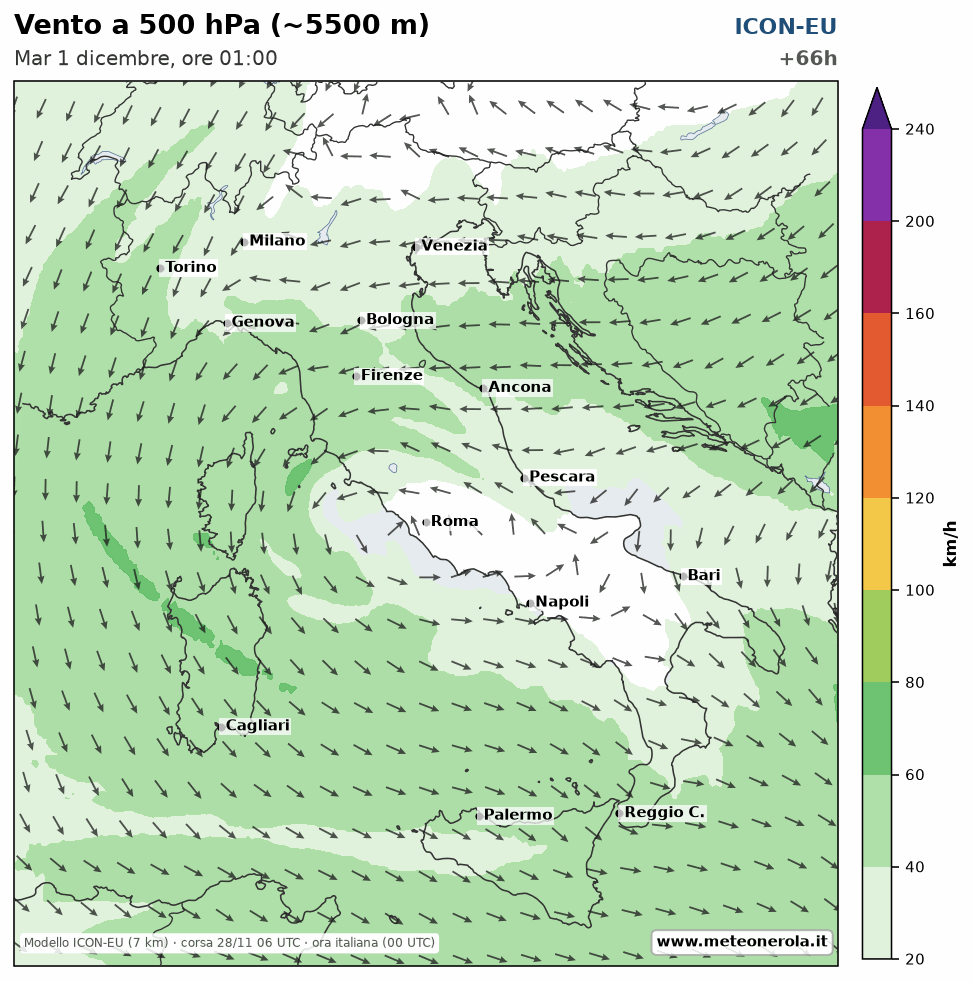 Vento a 500 hPa (~5500 m)
ICON-EU
Mar 1 dicembre, ore 01:00
+66h
240
200
160
140
120
100
80
60
40
20
km/h
Milano
Venezia
Torino
Genova
Bologna
Firenze
Ancona
Pescara
Roma
Bari
Napoli
Cagliari
Palermo
Reggio C.
Modello ICON-EU (7 km) · corsa 28/11 06 UTC · ora italiana (00 UTC)
www.meteonerola.it